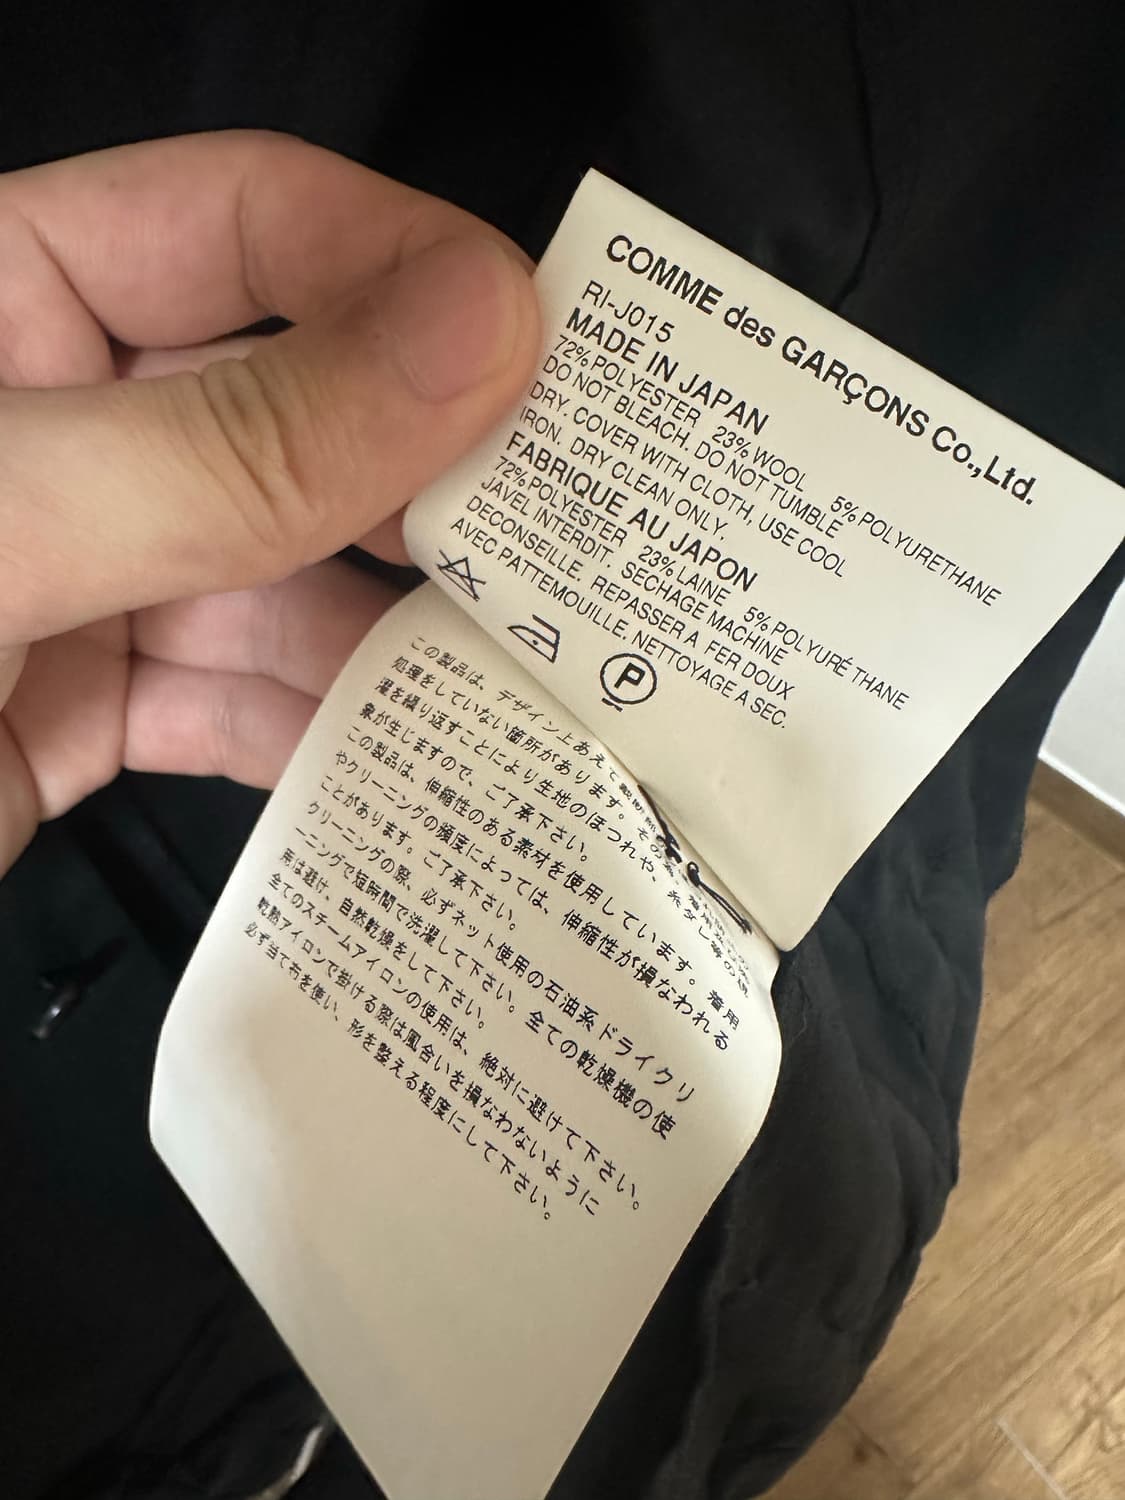 COMME des GARÇONS Co.,Ltd.
RI-J015
MADE IN JAPAN
72% POLYESTER 23% WOOL 5% POLYURETHANE
DO NOT BLEACH. DO NOT TUMBLE
DRY. COVER WITH CLOTH, USE COOL
IRON. DRY CLEAN ONLY.
FABRIQUE AU JAPON
72% POLYESTER 23% LAINE 5% POLYURÉTHANE
JAVEL INTERDIT. SECHAGE MACHINE
DECONSEILLE. REPASSER A FER DOUX
AVEC PATTEMOUILLE. NETTOYAGE A SEC.
P
この製品は、デザイン上あえて
処理をしていない箇所があります。その為、着用
濯を繰り返すことにより生地のほつれや、糸ダレ等の現
象が生じますので、ご了承下さい。
この製品は、伸縮性のある素材を使用しています。着用
やクリーニングの頻度によっては、伸縮性が損なわれる
ことがあります。ご了承下さい。
クリーニングの際、必ずネット使用の石油系ドライクリ
ーニングで短時間で洗濯して下さい。全ての乾燥機の使
用は避け、自然乾燥をして下さい。
全てのスチームアイロンの使用は、絶対に避けて下さい。
乾熱アイロンで掛ける際は風合いを損なわないように
必ず当て布を使い、形を整える程度にして下さい。